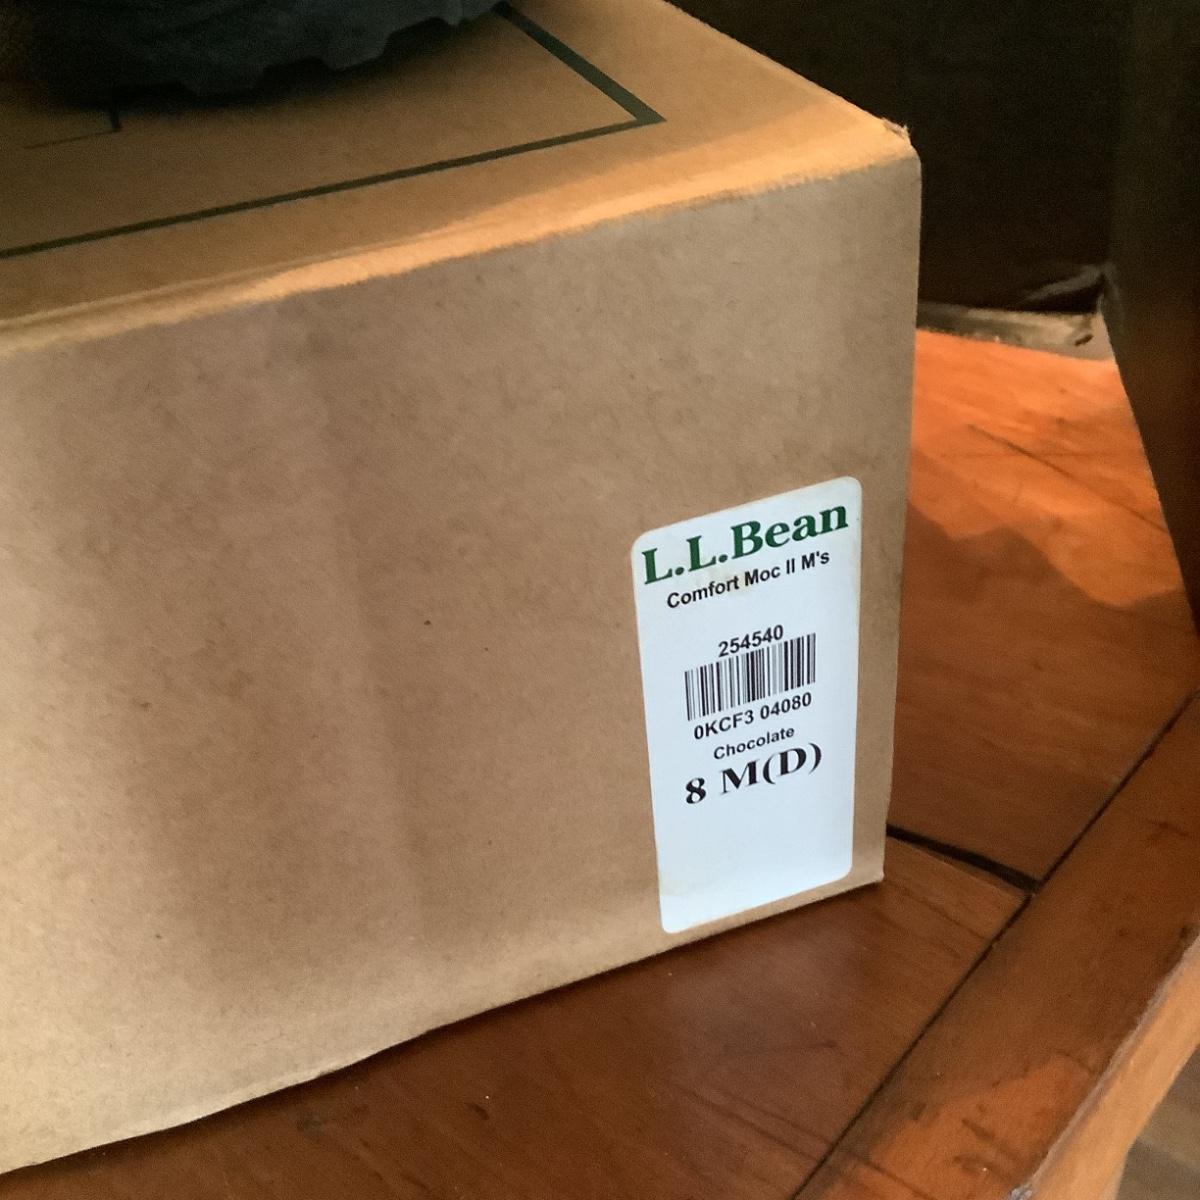 L.L.Bean
Comfort Moc II M's
254540
0KCF3 04080
Chocolate
8 M(D)